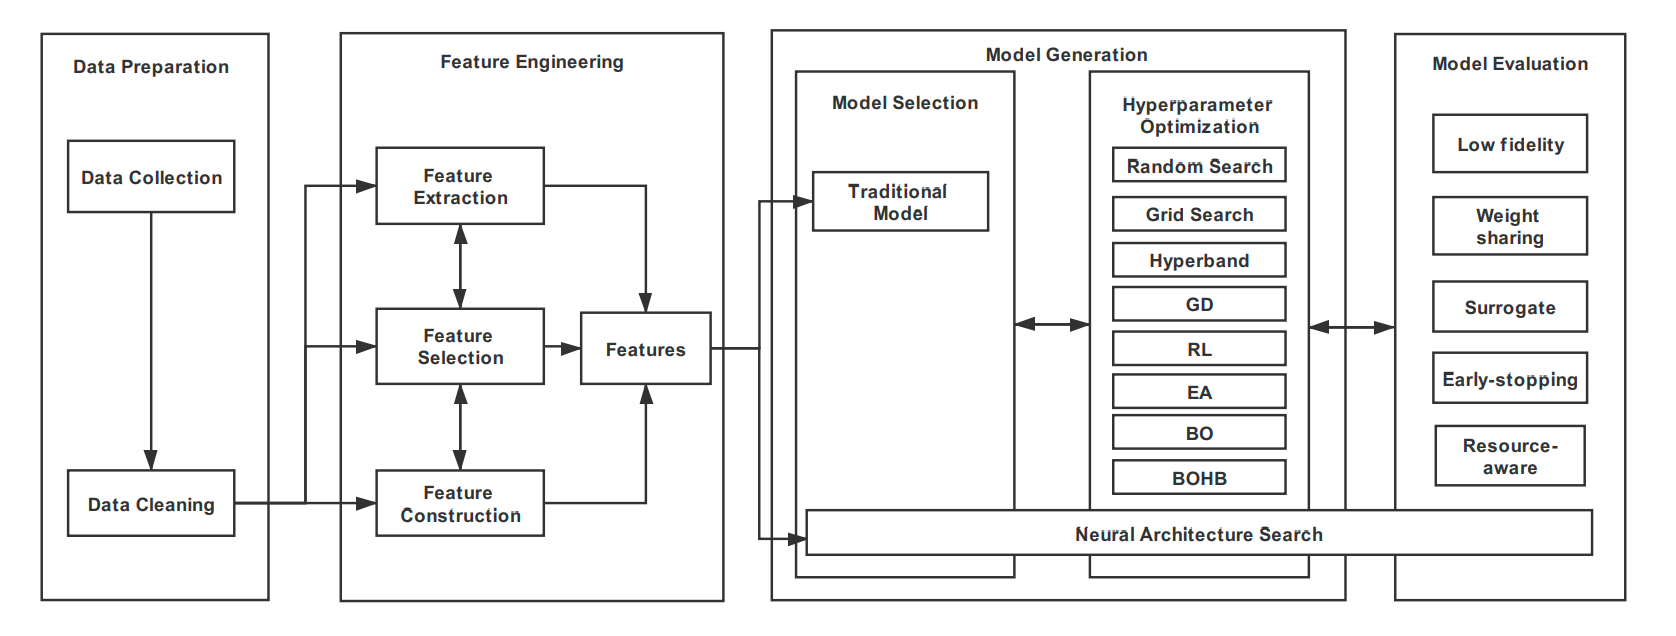 Data Preparation
Data Collection
Data Cleaning
Feature Engineering
Feature
Extraction
Feature
Selection
Feature
Construction
Features
Model Generation
Model Selection
Traditional
Model
Hyperparameter
Optimization
Random Search
Grid Search
Hyperband
GD
RL
EA
BO
BOHB
Neural Architecture Search
Model Evaluation
Low fidelity
Weight
sharing
Surrogate
Early-stopping
Resource-
aware